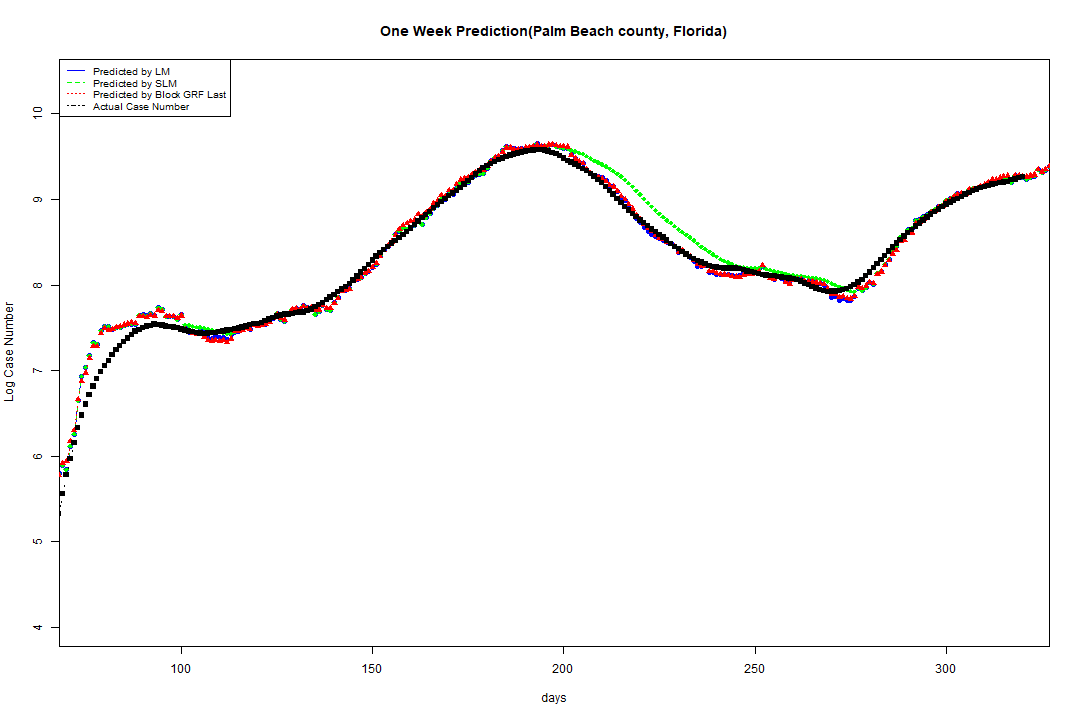 One Week Prediction(Palm Beach county, Florida)
Predicted by LM
Predicted by SLM
Predicted by Block GRF Last
Actual Case Number
10
9
8
7
6
5
4
Log Case Number
100 150 200 250 300
days